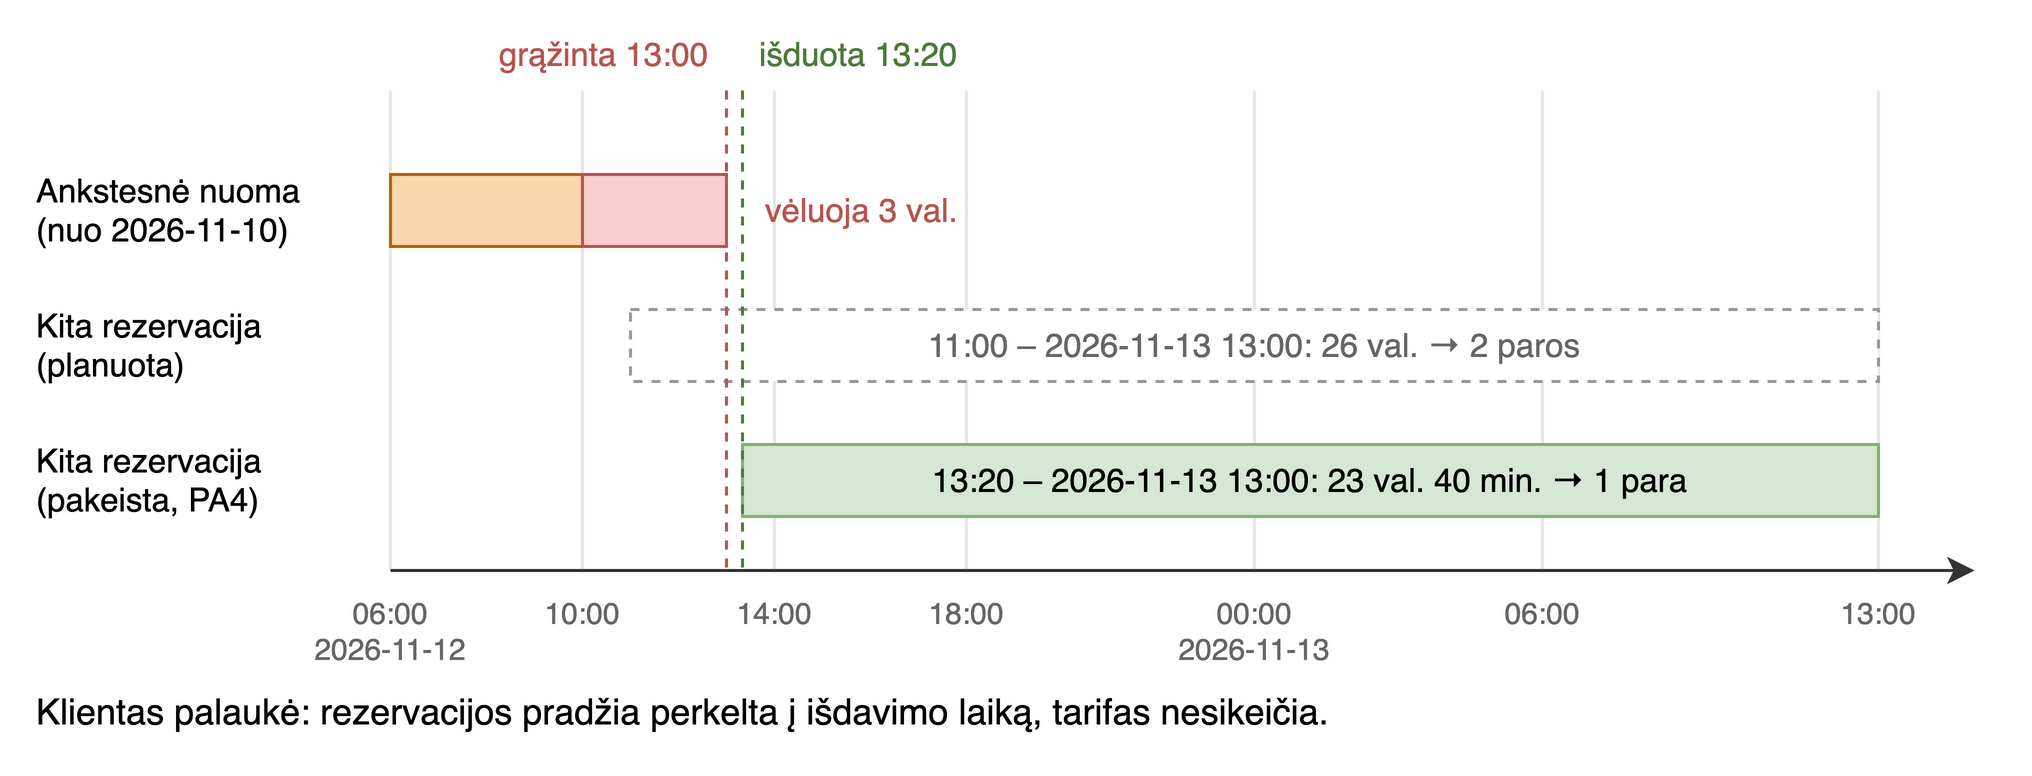 grąžinta 13:00
išduota 13:20
Ankstesnė nuoma
(nuo 2026-11-10)
vėluoja 3 val.
Kita rezervacija
(planuota)
11:00 – 2026-11-13 13:00: 26 val. → 2 paros
Kita rezervacija
(pakeista, PA4)
13:20 – 2026-11-13 13:00: 23 val. 40 min. → 1 para
06:00
10:00
14:00
18:00
00:00
06:00
13:00
2026-11-12
2026-11-13
Klientas palaukė: rezervacijos pradžia perkelta į išdavimo laiką, tarifas nesikeičia.